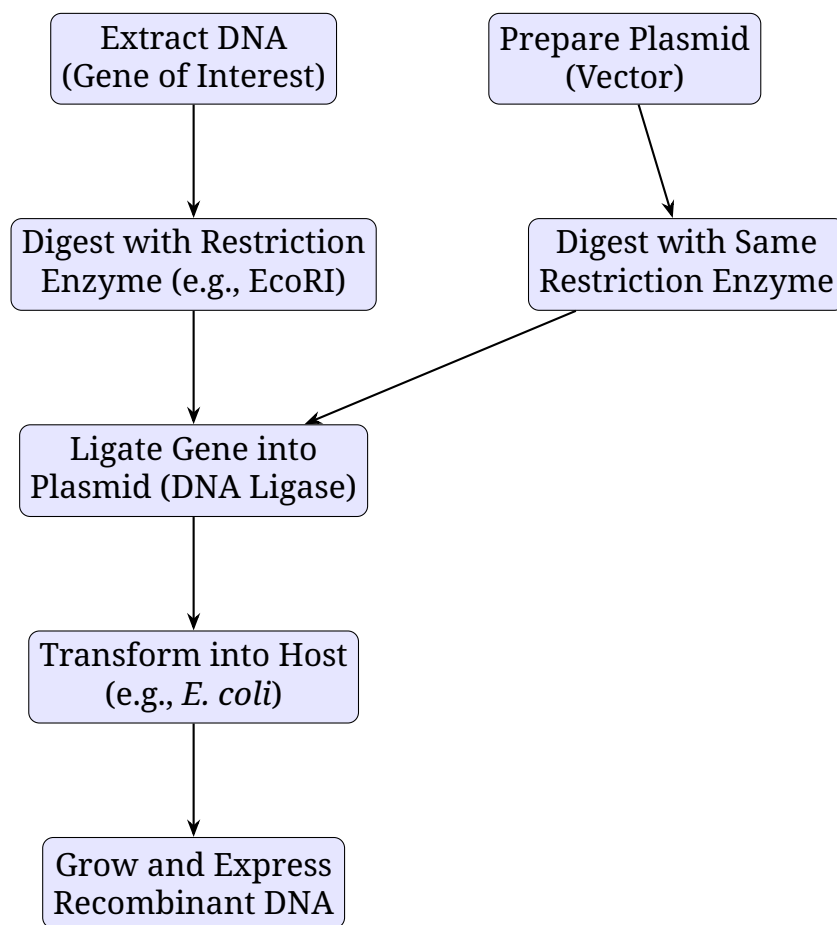 Extract DNA
(Gene of Interest)
Prepare Plasmid
(Vector)
Digest with Restriction
Enzyme (e.g., EcoRI)
Digest with Same
Restriction Enzyme
Ligate Gene into
Plasmid (DNA Ligase)
Transform into Host
(e.g., E. coli)
Grow and Express
Recombinant DNA